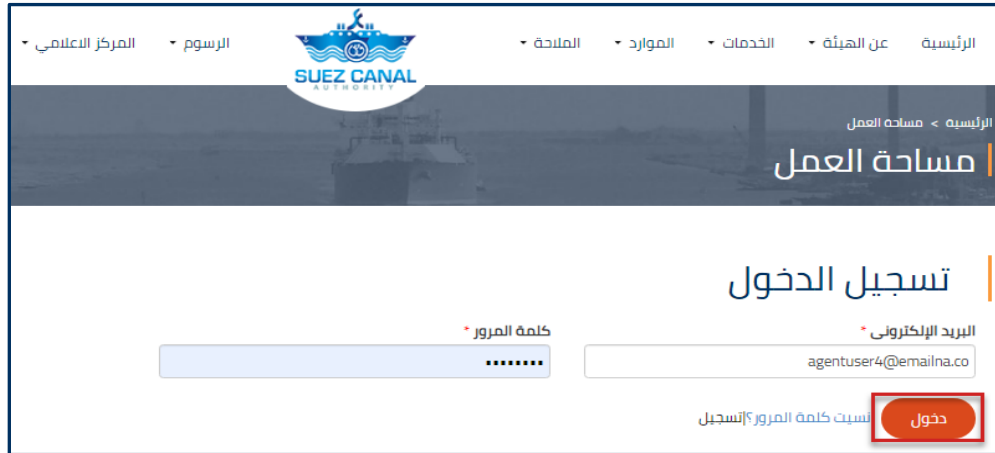 الرئيسية عن الهيئة الخدمات الموارد الملاحة الرسوم المركز الاعلامي
SUEZ CANAL
AUTHORITY
الرئيسية > مساحة العمل
مساحة العمل
تسجيل الدخول
البريد الإلكتروني * كلمة المرور *
agentuser4@emailna.co ••••••••
دخول نسيت كلمة المرور؟|تسجيل